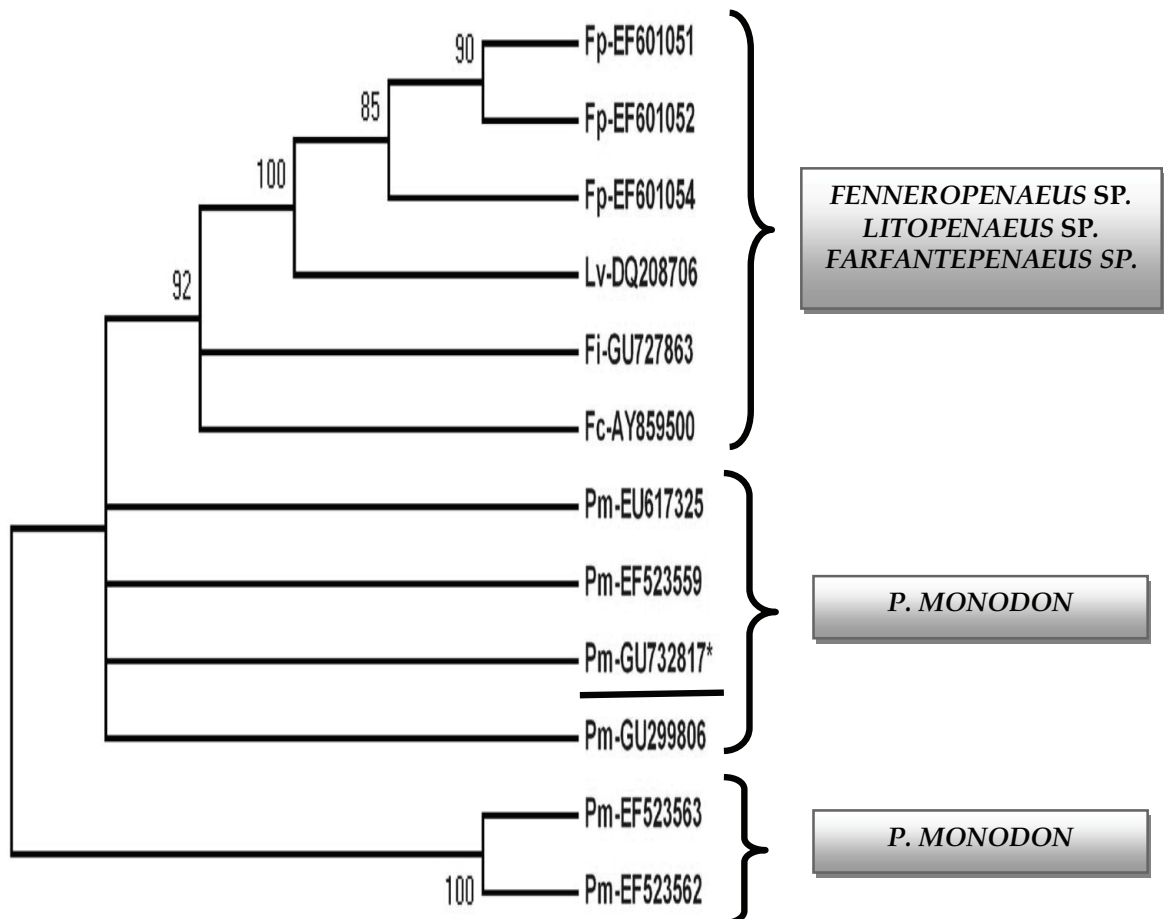 90
Fp-EF601051
85
Fp-EF601052
100
Fp-EF601054
92
Lv-DQ208706
Fi-GU727863
Fc-AY859500
FENNEROPENAEUS SP.
LITOPENAEUS SP.
FARFANTEPENAEUS SP.
Pm-EU617325
Pm-EF523559
Pm-GU732817*
Pm-GU299806
P. MONODON
Pm-EF523563
100
Pm-EF523562
P. MONODON